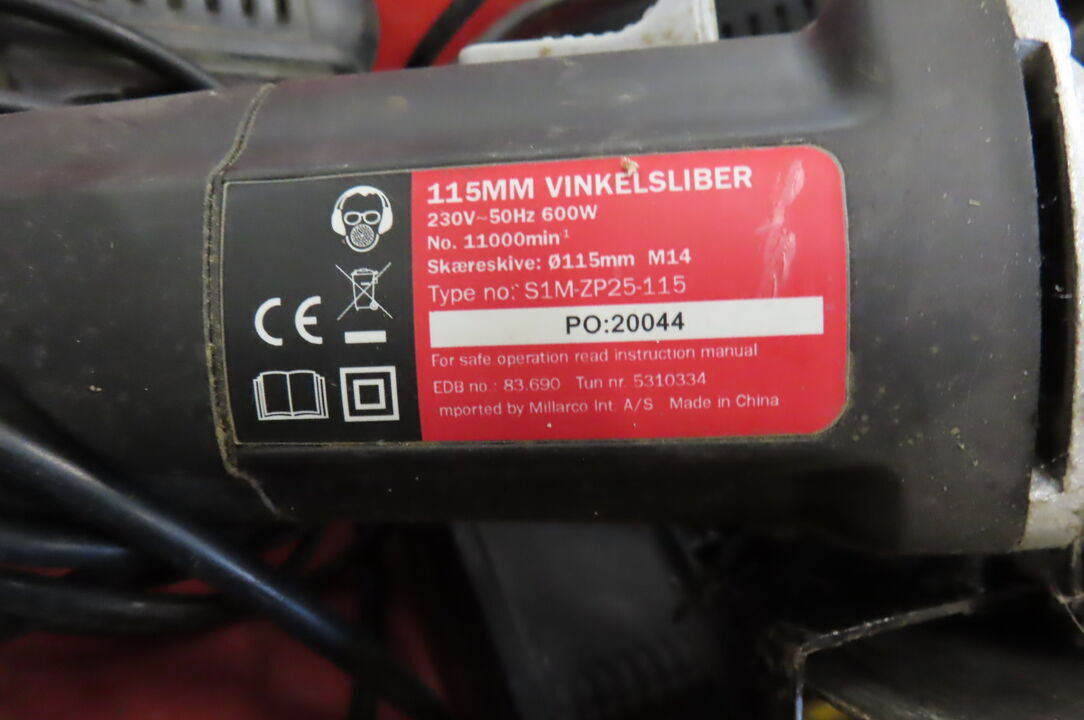 115MM VINKELSLIBER
230V~50Hz 600W
No. 11000min⁻¹
Skæreskive: Ø115mm M14
Type no: S1M-ZP25-115
PO:20044
For safe operation read instruction manual
EDB no.: 83.690 Tun nr. 5310334
mported by Millarco Int. A/S Made in China
CE